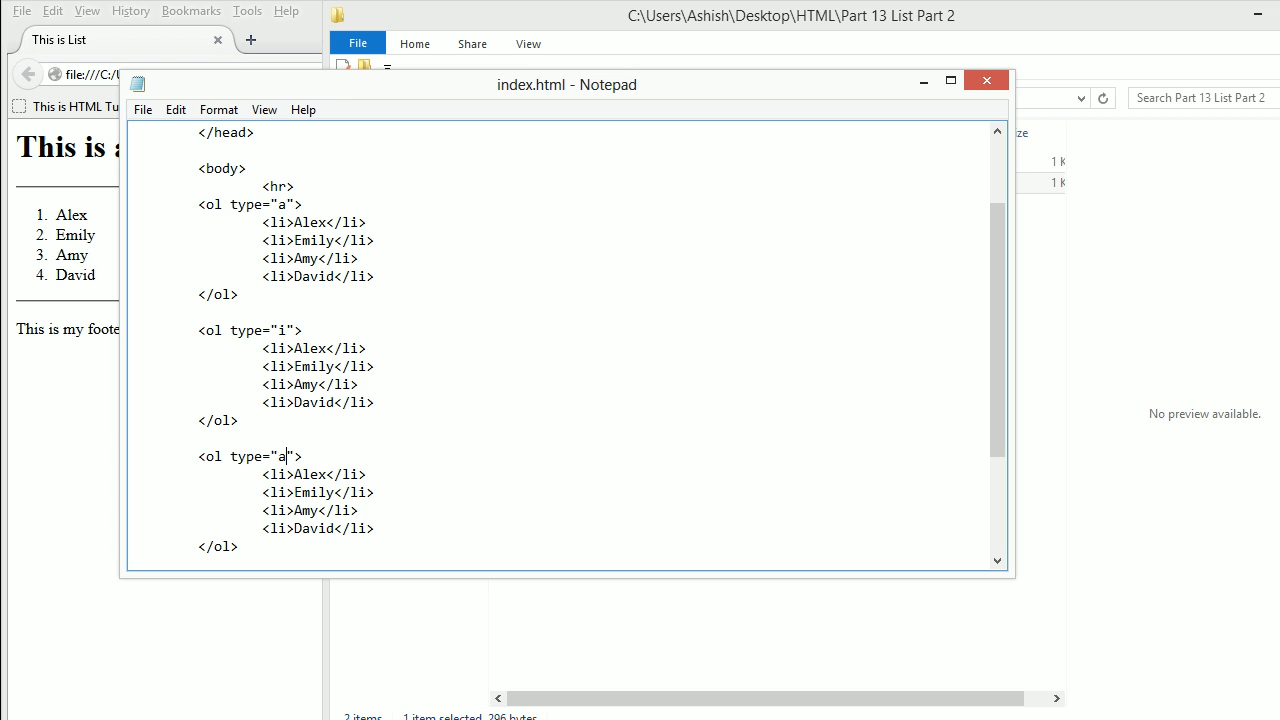 File Edit View History Bookmarks Tools Help
This is List
file:///C:/
This is HTML Tu
This is
1. Alex
2. Emily
3. Amy
4. David
This is my foote
C:\Users\Ashish\Desktop\HTML\Part 13 List Part 2
File Home Share View
Search Part 13 List Part 2
1 K
1 K
No preview available.
2 items 1 item selected 296 bytes
index.html - Notepad
File Edit Format View Help
</head>
<body>
<hr>
<ol type="a">
<li>Alex</li>
<li>Emily</li>
<li>Amy</li>
<li>David</li>
</ol>
<ol type="i">
<li>Alex</li>
<li>Emily</li>
<li>Amy</li>
<li>David</li>
</ol>
<ol type="a">
<li>Alex</li>
<li>Emily</li>
<li>Amy</li>
<li>David</li>
</ol>